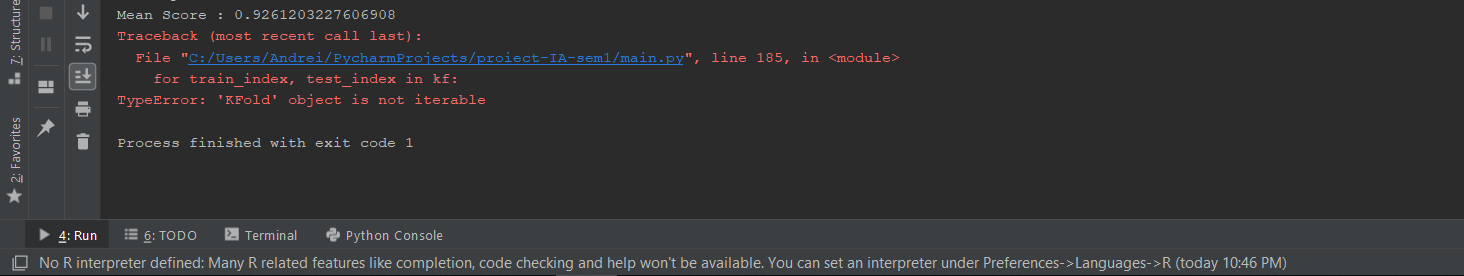 7: Structure
Mean Score : 0.9261203227606908
Traceback (most recent call last):
File "C:/Users/Andrei/PycharmProjects/proiect-IA-sem1/main.py", line 185, in <module>
for train_index, test_index in kf:
TypeError: 'KFold' object is not iterable
Process finished with exit code 1
2: Favorites
4: Run
6: TODO
Terminal
Python Console
No R interpreter defined: Many R related features like completion, code checking and help won't be available. You can set an interpreter under Preferences->Languages->R (today 10:46 PM)